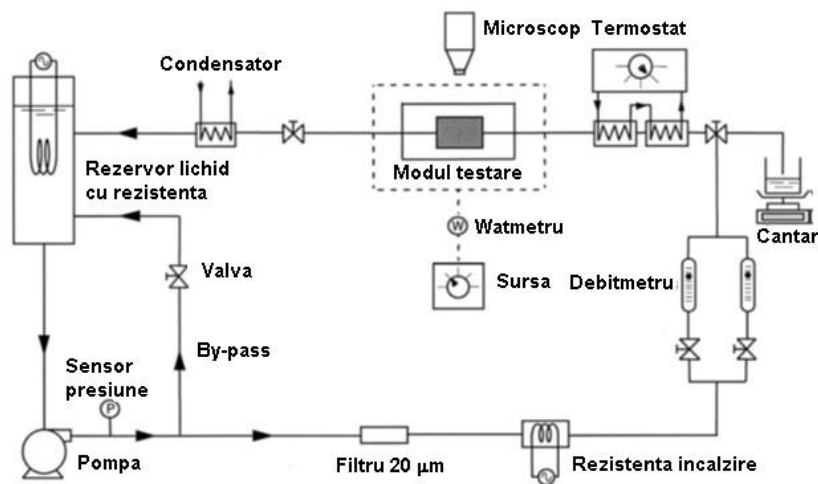 Microscop Termostat
Condensator
Rezervor lichid
cu rezistenta
Modul testare
W
Watmetru
Cantar
Valva
Sursa
Debitmetru
By-pass
Sensor
presiune
P
Pompa
Filtru 20 µm
Rezistenta incalzire